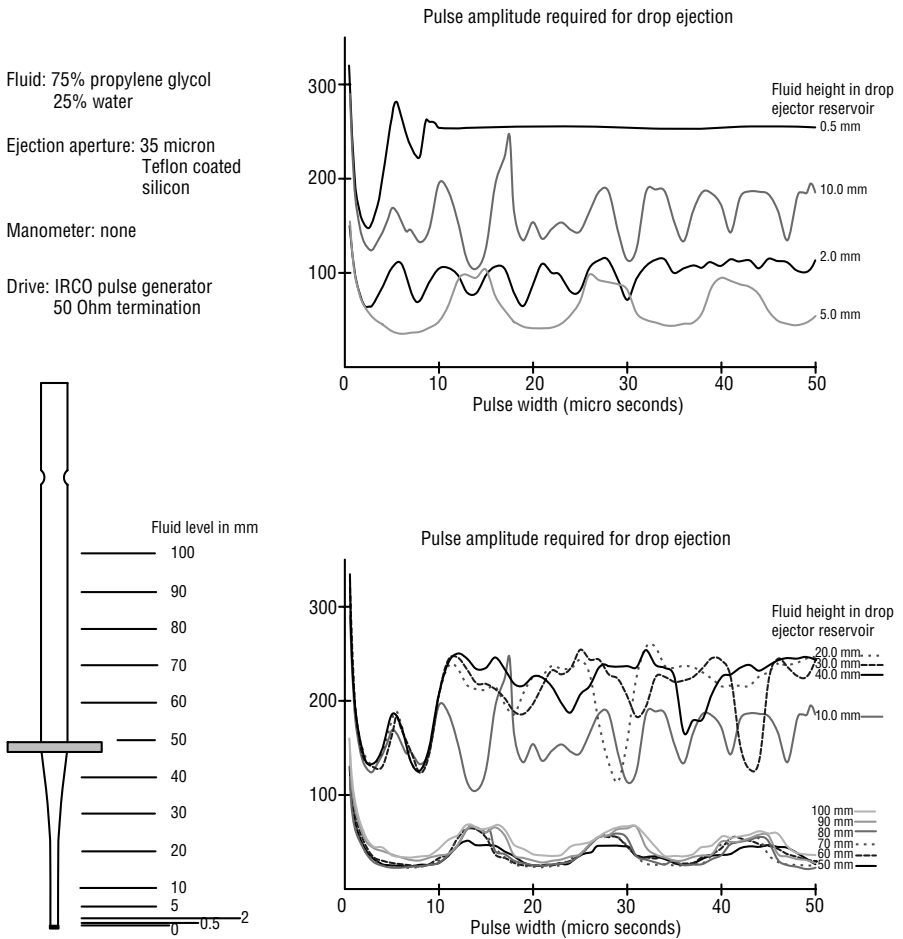 Pulse amplitude required for drop ejection
Fluid: 75% propylene glycol
25% water
Ejection aperture: 35 micron
Teflon coated
silicon
Manometer: none
Drive: IRCO pulse generator
50 Ohm termination
300
200
100
0 10 20 30 40 50
Pulse width (micro seconds)
Fluid height in drop
ejector reservoir
0.5 mm
10.0 mm
2.0 mm
5.0 mm
Fluid level in mm
100
90
80
70
60
50
40
30
20
10
5
2
0.5
0
Pulse amplitude required for drop ejection
300
200
100
0 10 20 30 40 50
Pulse width (micro seconds)
Fluid height in drop
ejector reservoir
20.0 mm
30.0 mm
40.0 mm
10.0 mm
100 mm
90 mm
80 mm
70 mm
60 mm
50 mm